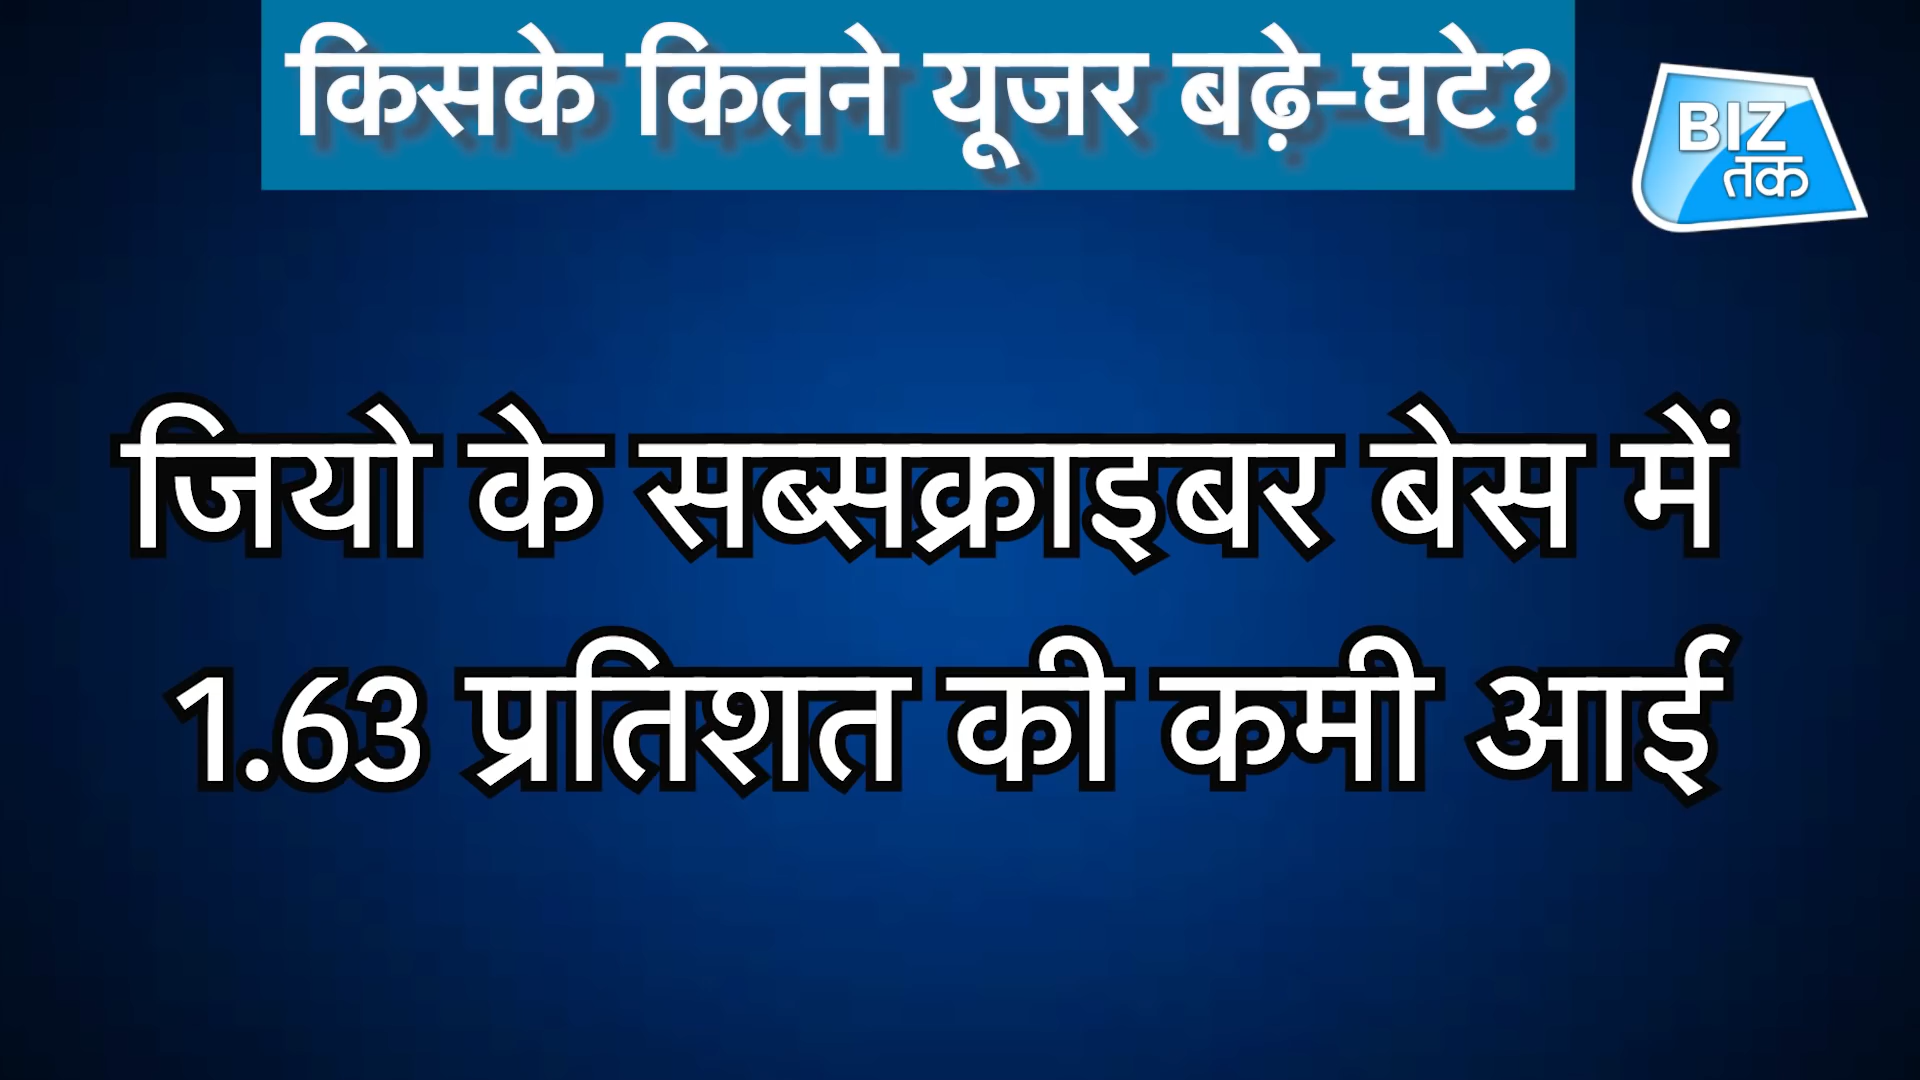 किसके कितने यूजर बढ़े-घटे?
BIZ
तक
जियो के सब्सक्राइबर बेस में
1.63 प्रतिशत की कमी आई